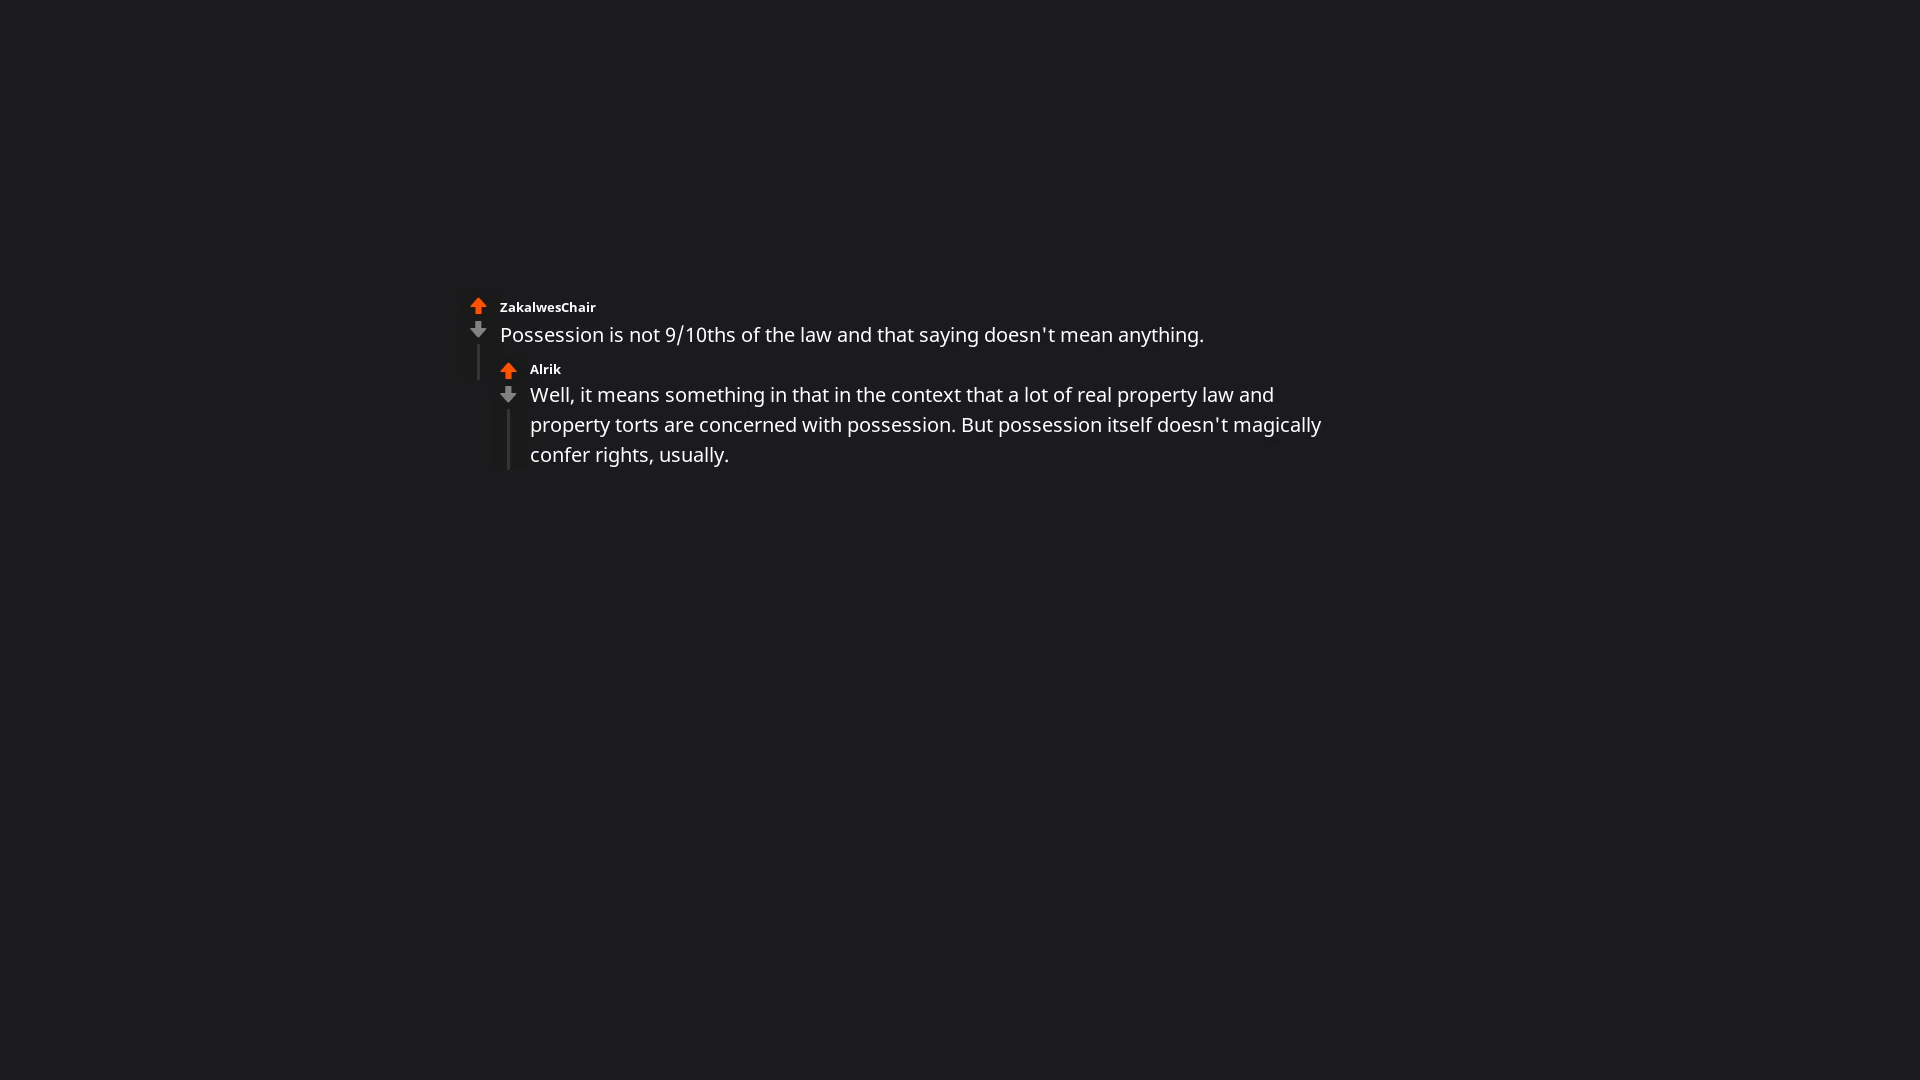 ZakalwesChair
Possession is not 9/10ths of the law and that saying doesn't mean anything.
Alrik
Well, it means something in that in the context that a lot of real property law and
property torts are concerned with possession. But possession itself doesn't magically
confer rights, usually.